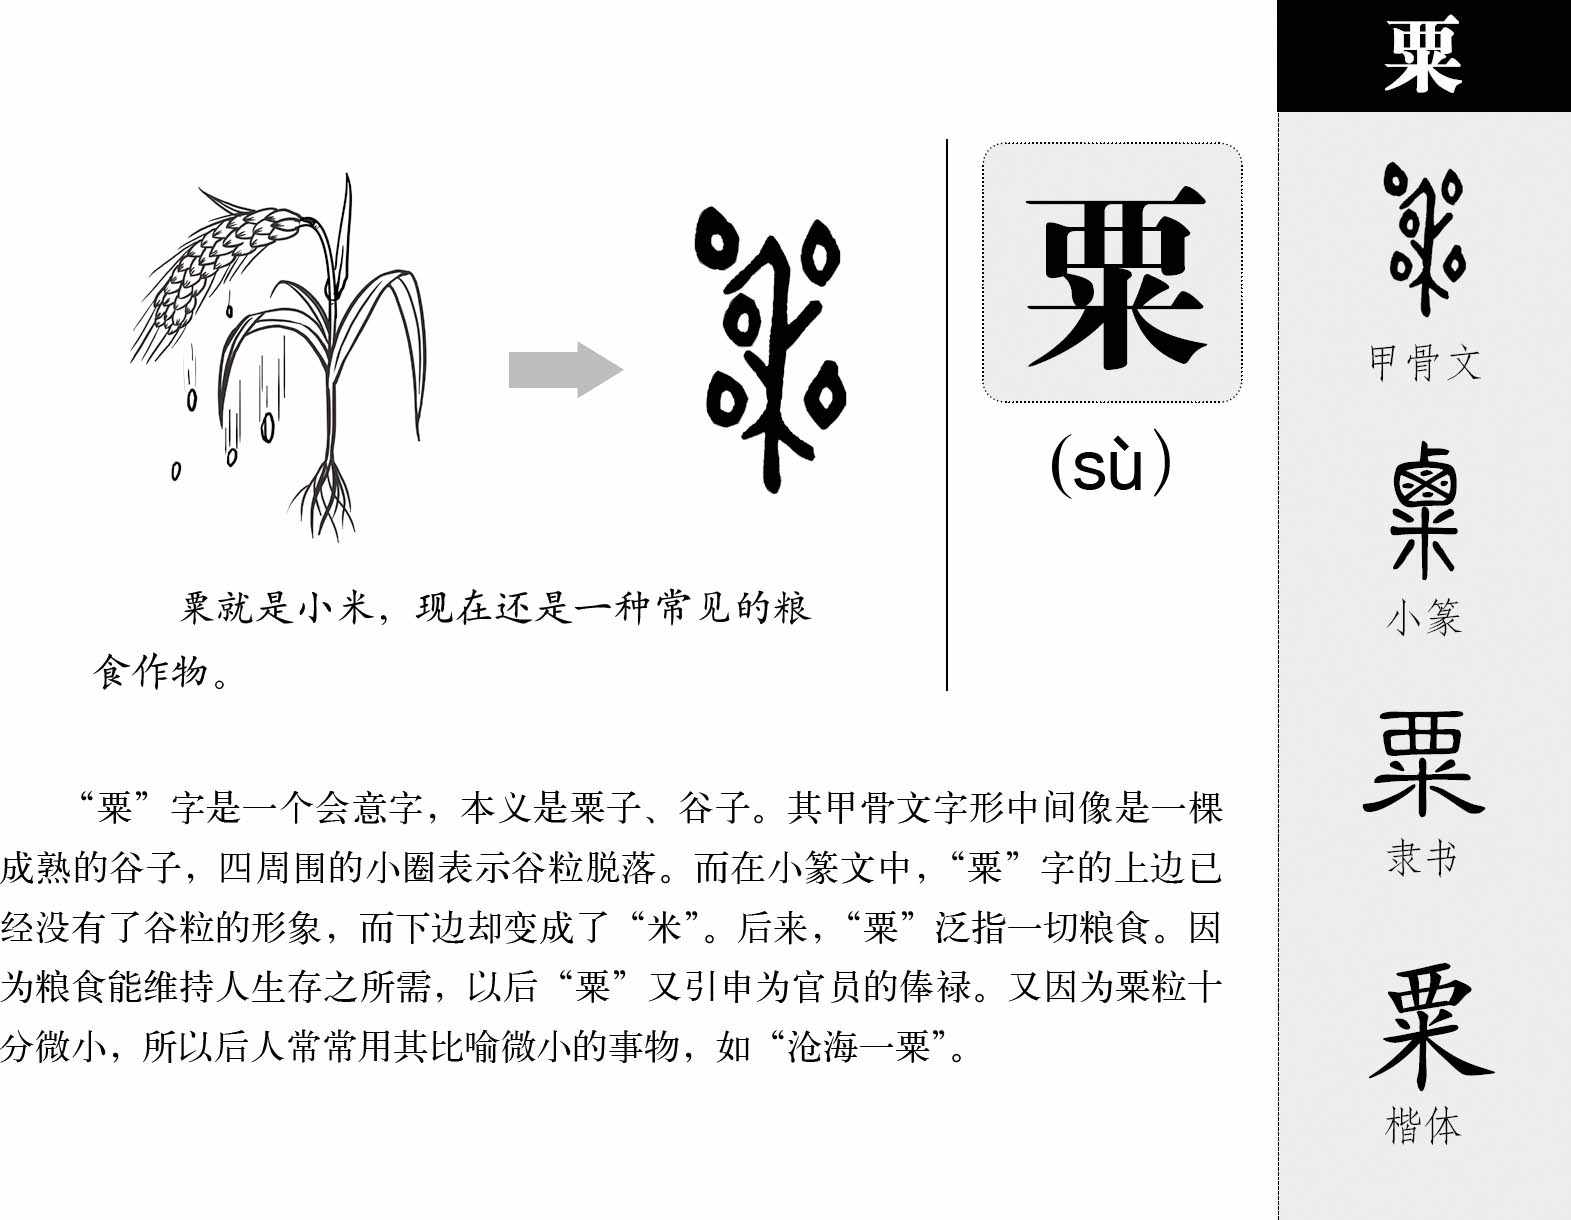 粟
粟
(sù)
粟就是小米，现在还是一种常见的粮
食作物。
“粟”字是一个会意字，本义是粟子、谷子。其甲骨文字形中间像是一棵
成熟的谷子，四周围的小圈表示谷粒脱落。而在小篆文中，“粟”字的上边已
经没有了谷粒的形象，而下边却变成了“米”。后来，“粟”泛指一切粮食。因
为粮食能维持人生存之所需，以后“粟”又引申为官员的俸禄。又因为粟粒十
分微小，所以后人常常用其比喻微小的事物，如“沧海一粟”。
甲骨文
小篆
粟
隶书
粟
楷体